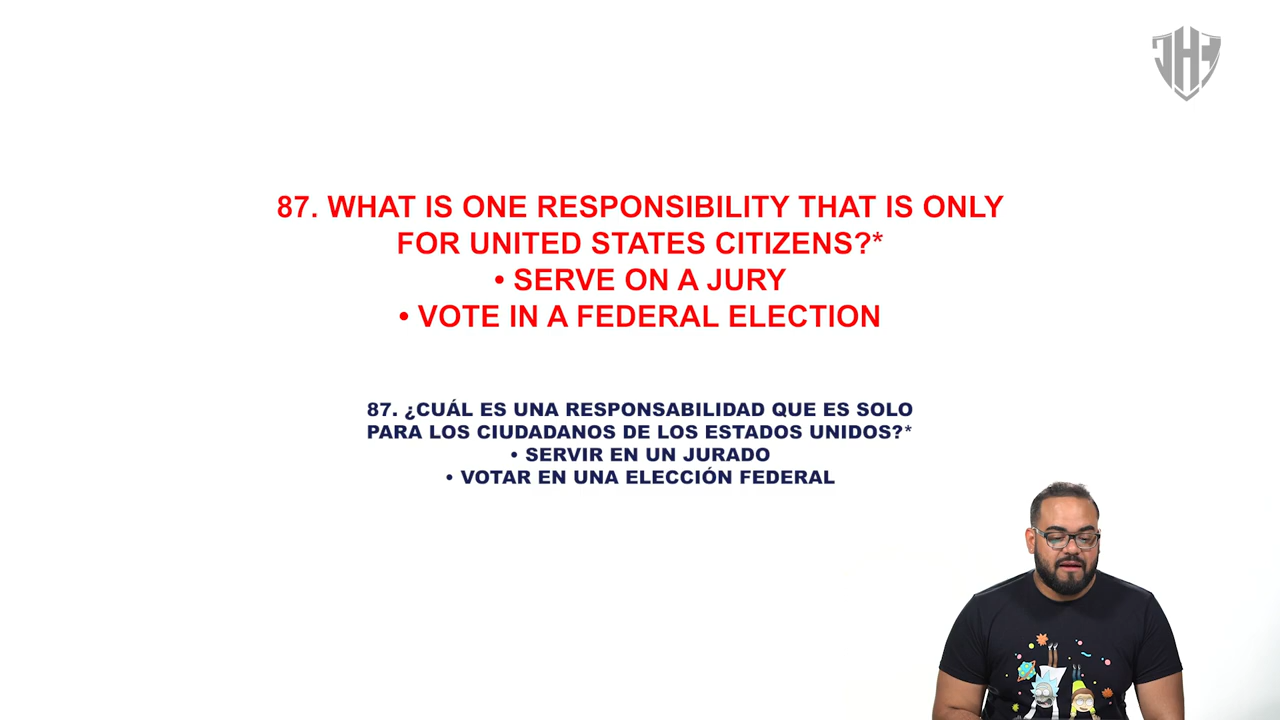 JHF
87. WHAT IS ONE RESPONSIBILITY THAT IS ONLY
FOR UNITED STATES CITIZENS?*
• SERVE ON A JURY
• VOTE IN A FEDERAL ELECTION
87. ¿CUÁL ES UNA RESPONSABILIDAD QUE ES SOLO
PARA LOS CIUDADANOS DE LOS ESTADOS UNIDOS?*
• SERVIR EN UN JURADO
• VOTAR EN UNA ELECCIÓN FEDERAL